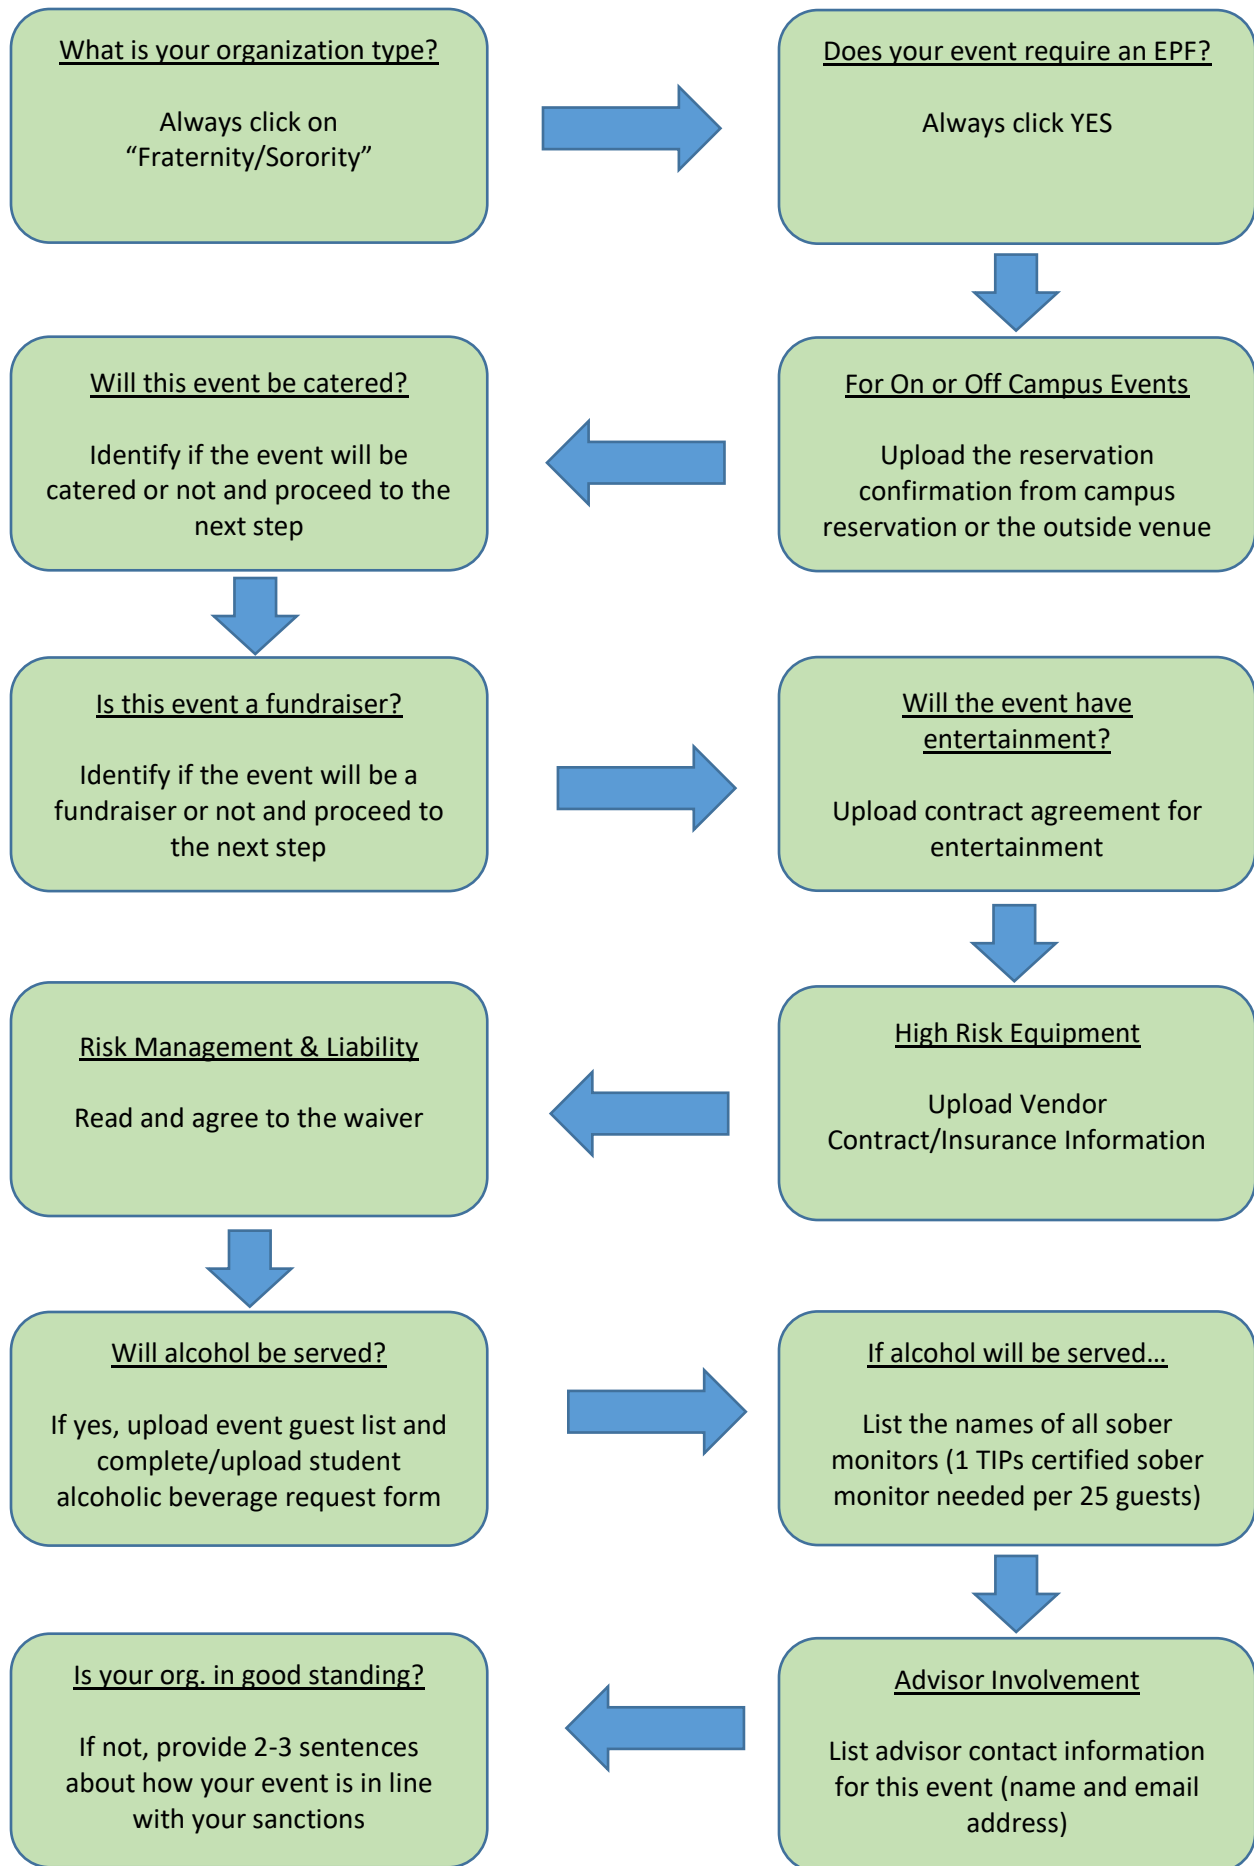 What is your organization type?
Always click on
“Fraternity/Sorority”
Does your event require an EPF?
Always click YES
For On or Off Campus Events
Upload the reservation
confirmation from campus
reservation or the outside venue
Will this event be catered?
Identify if the event will be
catered or not and proceed to the
next step
Is this event a fundraiser?
Identify if the event will be a
fundraiser or not and proceed to
the next step
Will the event have
entertainment?
Upload contract agreement for
entertainment
High Risk Equipment
Upload Vendor
Contract/Insurance Information
Risk Management & Liability
Read and agree to the waiver
Will alcohol be served?
If yes, upload event guest list and
complete/upload student
alcoholic beverage request form
If alcohol will be served…
List the names of all sober
monitors (1 TIPs certified sober
monitor needed per 25 guests)
Advisor Involvement
List advisor contact information
for this event (name and email
address)
Is your org. in good standing?
If not, provide 2-3 sentences
about how your event is in line
with your sanctions